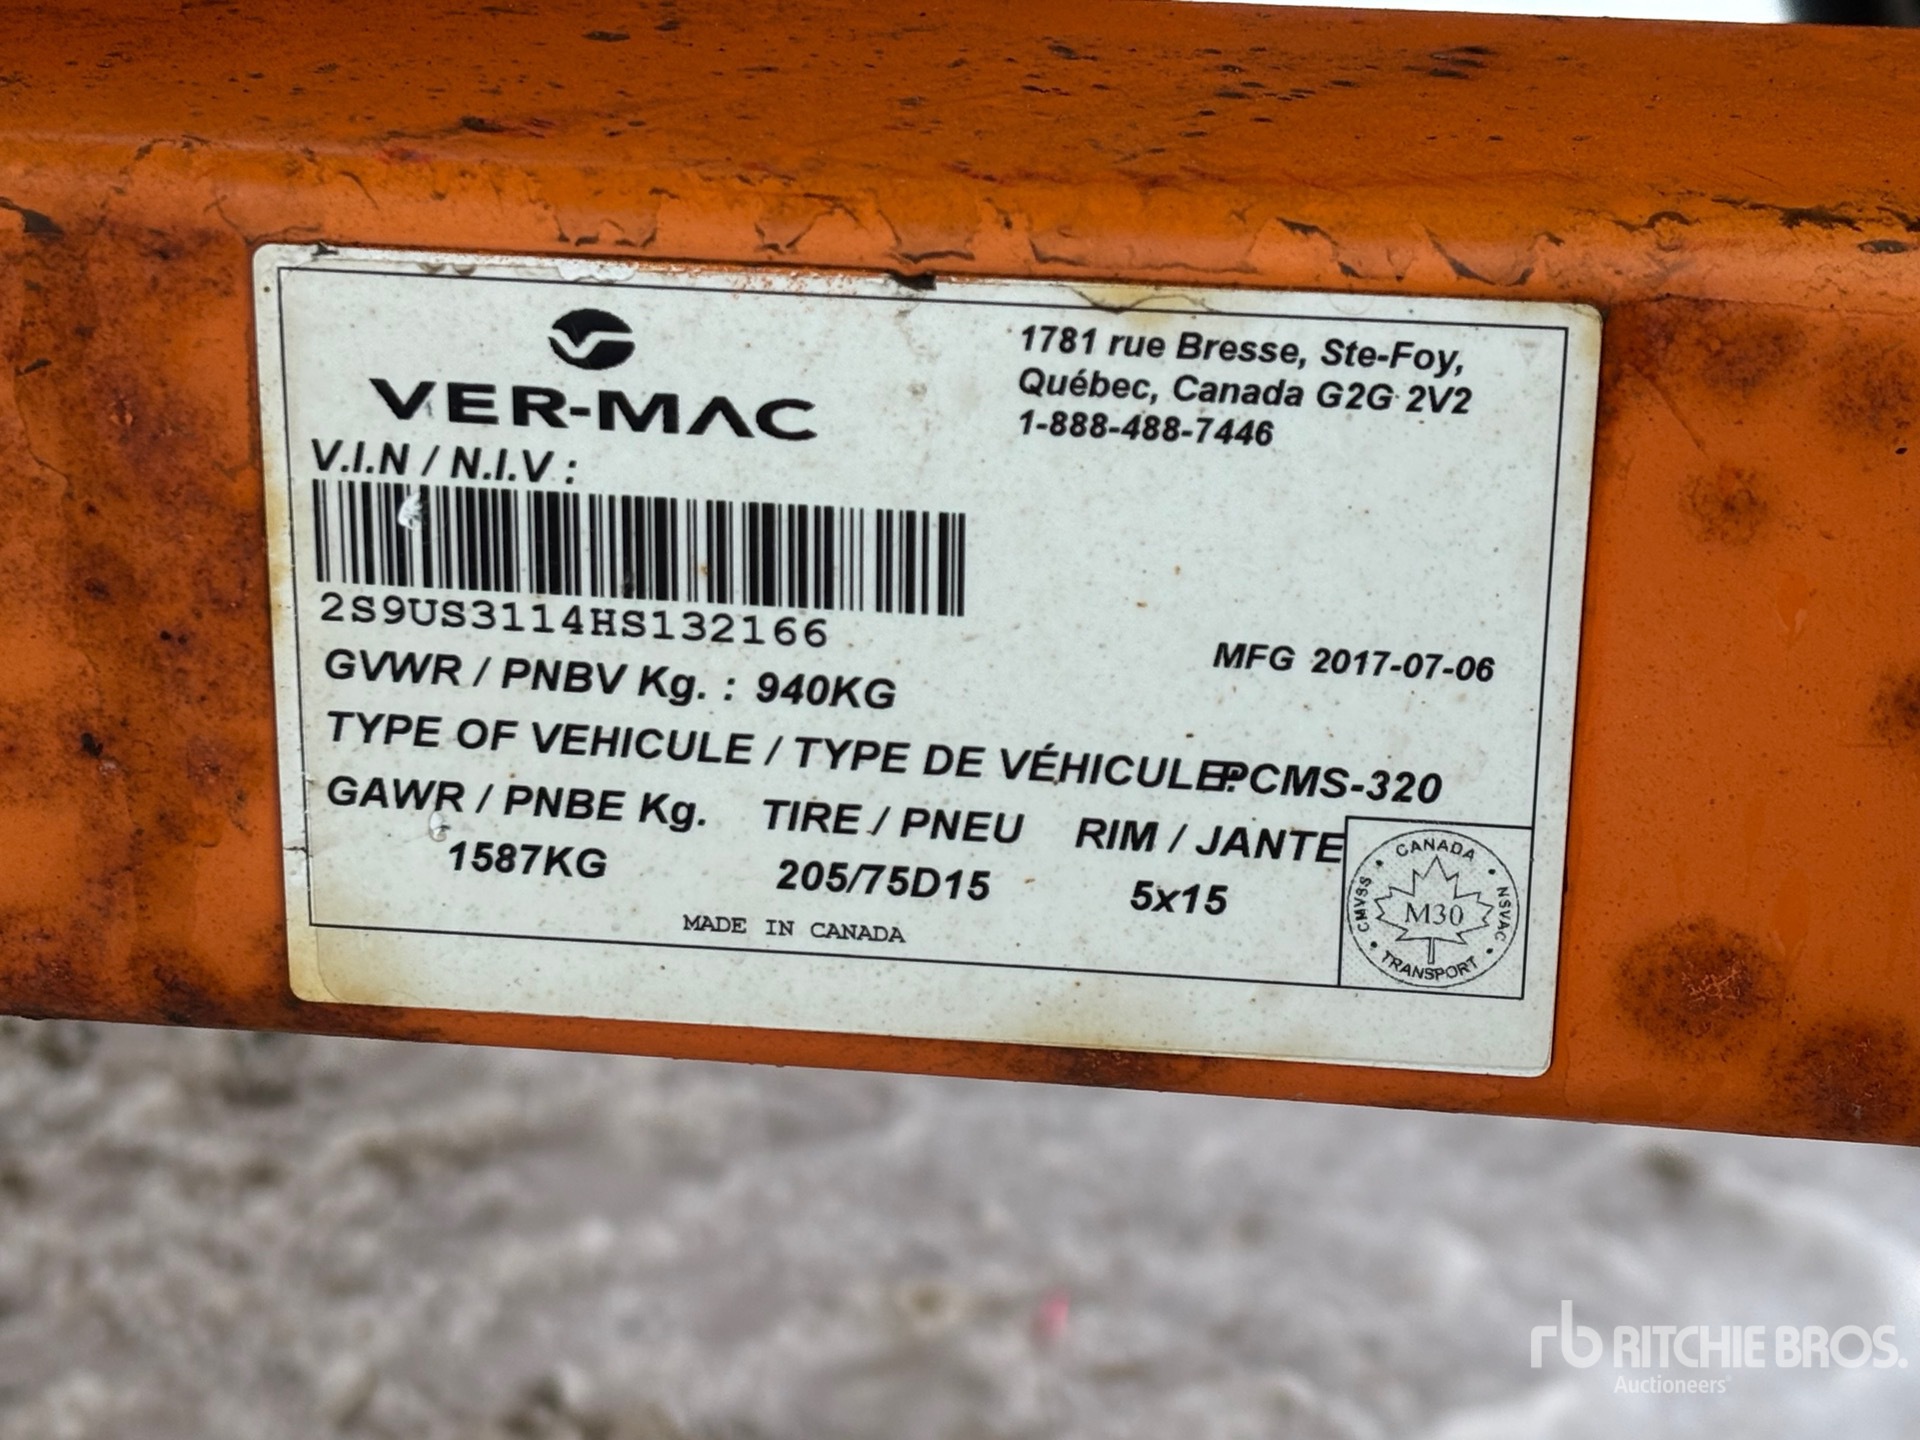 VER-MAC
1781 rue Bresse, Ste-Foy,
Québec, Canada G2G 2V2
1-888-488-7446
V.I.N / N.I.V :
2S9US3114HS132166
MFG 2017-07-06
GVWR / PNBV Kg. : 940KG
TYPE OF VEHICULE / TYPE DE VÉHICULE: PCMS-320
GAWR / PNBE Kg. TIRE / PNEU RIM / JANTE
1587KG 205/75D15 5x15
MADE IN CANADA
CANADA
CMVSS
M30
NSVAC
TRANSPORT
rb RITCHIE BROS.
Auctioneers